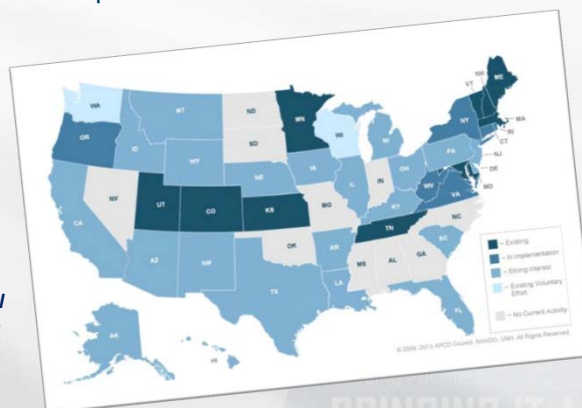 WA
MT
ND
MN
VT
NH
ME
OR
ID
SD
WI
MI
NY
MA
RI
CT
WY
IA
PA
NJ
NV
NE
IL
IN
OH
DE
MD
UT
CO
KS
MO
KY
WV
VA
CA
TN
NC
AZ
NM
OK
AR
SC
MS
AL
GA
TX
LA
FL
AK
HI
– Existing
– In Implementation
– Strong Interest
– Existing Voluntary
Effort
– No Current Activity
© 2009 -2013 APCD Council, NAHDO, UNH. All Rights Reserved.